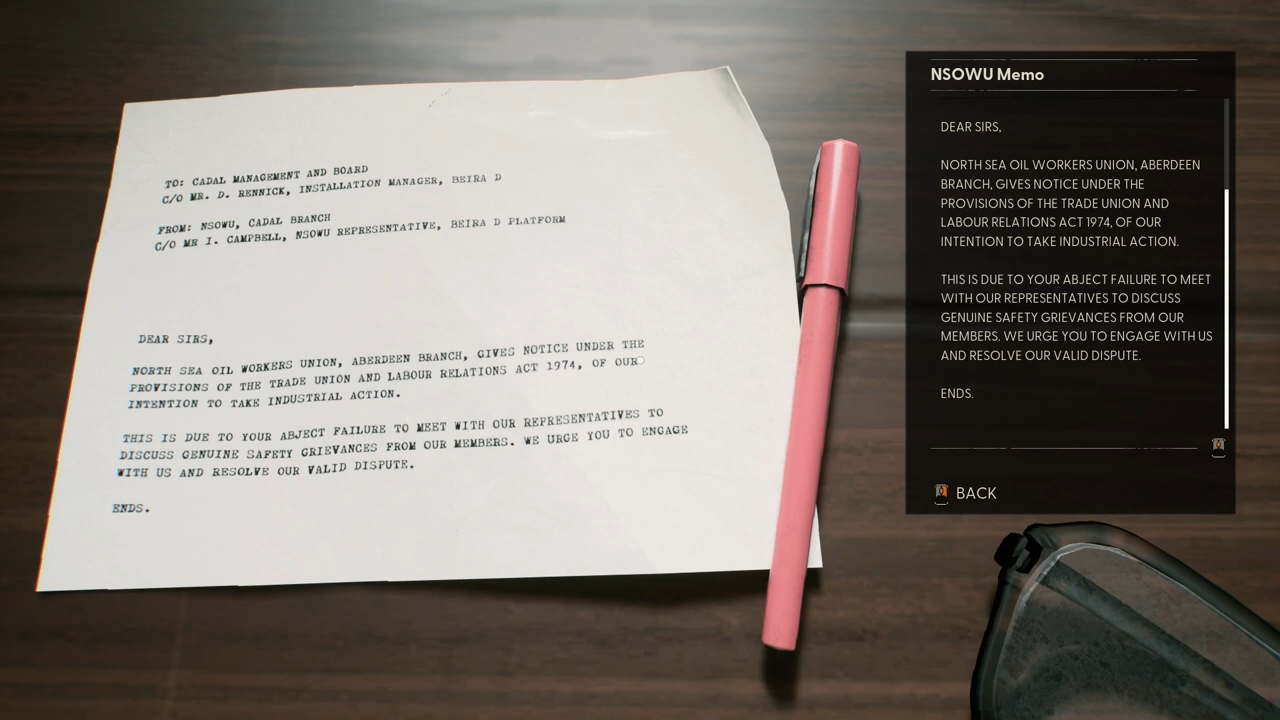 TO: CADAL MANAGEMENT AND BOARD
C/O MR. D. RENNICK, INSTALLATION MANAGER, BEIRA D
FROM: NSOWU, CADAL BRANCH
C/O MR I. CAMPBELL, NSOWU REPRESENTATIVE, BEIRA D PLATFORM
DEAR SIRS,
NORTH SEA OIL WORKERS UNION, ABERDEEN BRANCH, GIVES NOTICE UNDER THE
PROVISIONS OF THE TRADE UNION AND LABOUR RELATIONS ACT 1974, OF OUR
INTENTION TO TAKE INDUSTRIAL ACTION.
THIS IS DUE TO YOUR ABJECT FAILURE TO MEET WITH OUR REPRESENTATIVES TO
DISCUSS GENUINE SAFETY GRIEVANCES FROM OUR MEMBERS. WE URGE YOU TO ENGAGE
WITH US AND RESOLVE OUR VALID DISPUTE.
ENDS.
NSOWU Memo
DEAR SIRS,
NORTH SEA OIL WORKERS UNION, ABERDEEN
BRANCH, GIVES NOTICE UNDER THE
PROVISIONS OF THE TRADE UNION AND
LABOUR RELATIONS ACT 1974, OF OUR
INTENTION TO TAKE INDUSTRIAL ACTION.
THIS IS DUE TO YOUR ABJECT FAILURE TO MEET
WITH OUR REPRESENTATIVES TO DISCUSS
GENUINE SAFETY GRIEVANCES FROM OUR
MEMBERS. WE URGE YOU TO ENGAGE WITH US
AND RESOLVE OUR VALID DISPUTE.
ENDS.
BACK